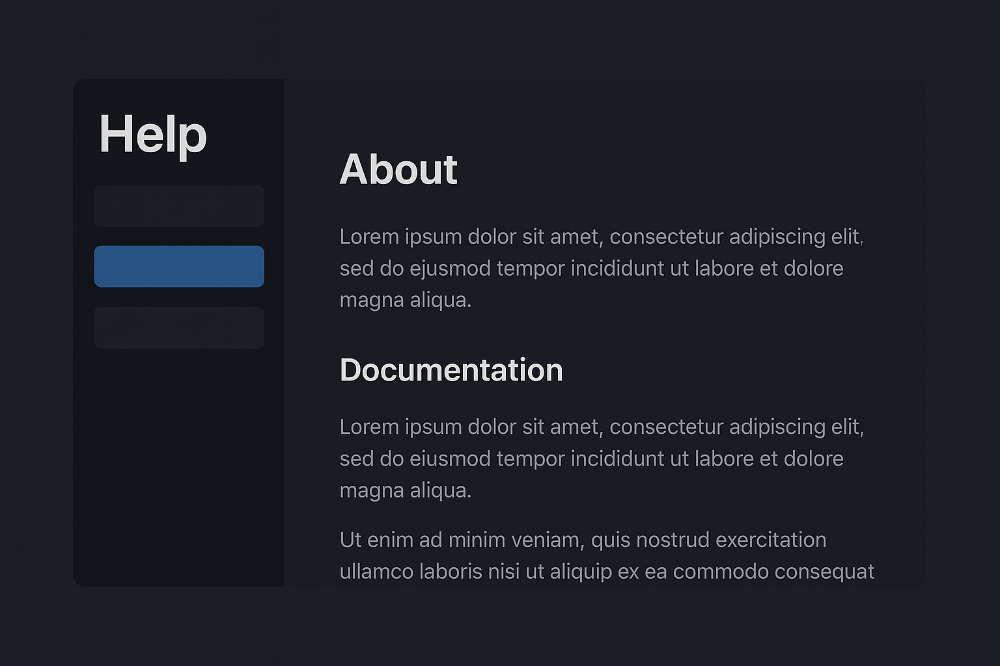 Help
About
Lorem ipsum dolor sit amet, consectetur adipiscing elit,
sed do ejusmod tempor incididunt ut labore et dolore
magna aliqua.
Documentation
Lorem ipsum dolor sit amet, consectetur adipiscing elit,
sed do eiusmod tempor incididunt ut labore et dolore
magna aliqua.
Ut enim ad minim veniam, quis nostrud exercitation
ullamco laboris nisi ut aliquip ex ea commodo consequat